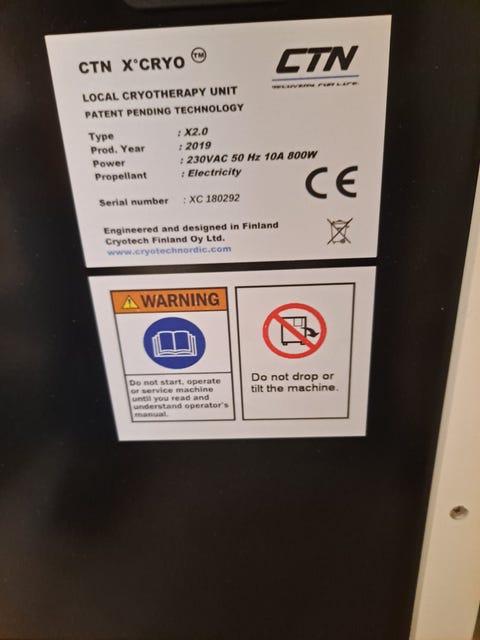 CTN X°CRYO ™
CTN
RECOVERY FOR LIFE.
LOCAL CRYOTHERAPY UNIT
PATENT PENDING TECHNOLOGY
Type : X2.0
Prod. Year : 2019
Power : 230VAC 50 Hz 10A 800W
Propellant : Electricity
CE
Serial number : XC 180292
Engineered and designed in Finland
Cryotech Finland Oy Ltd.
www.cryotechnordic.com
WARNING
Do not start, operate
or service machine
until you read and
understand operator's
manual.
Do not drop or
tilt the machine.